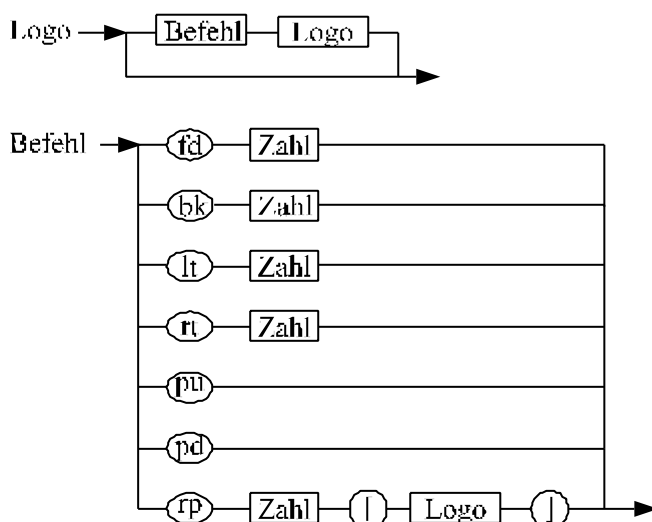 Logo Befehl Logo
Befehl fd Zahl
bk Zahl
lt Zahl
rt Zahl
pu
pd
rp Zahl [ Logo ]